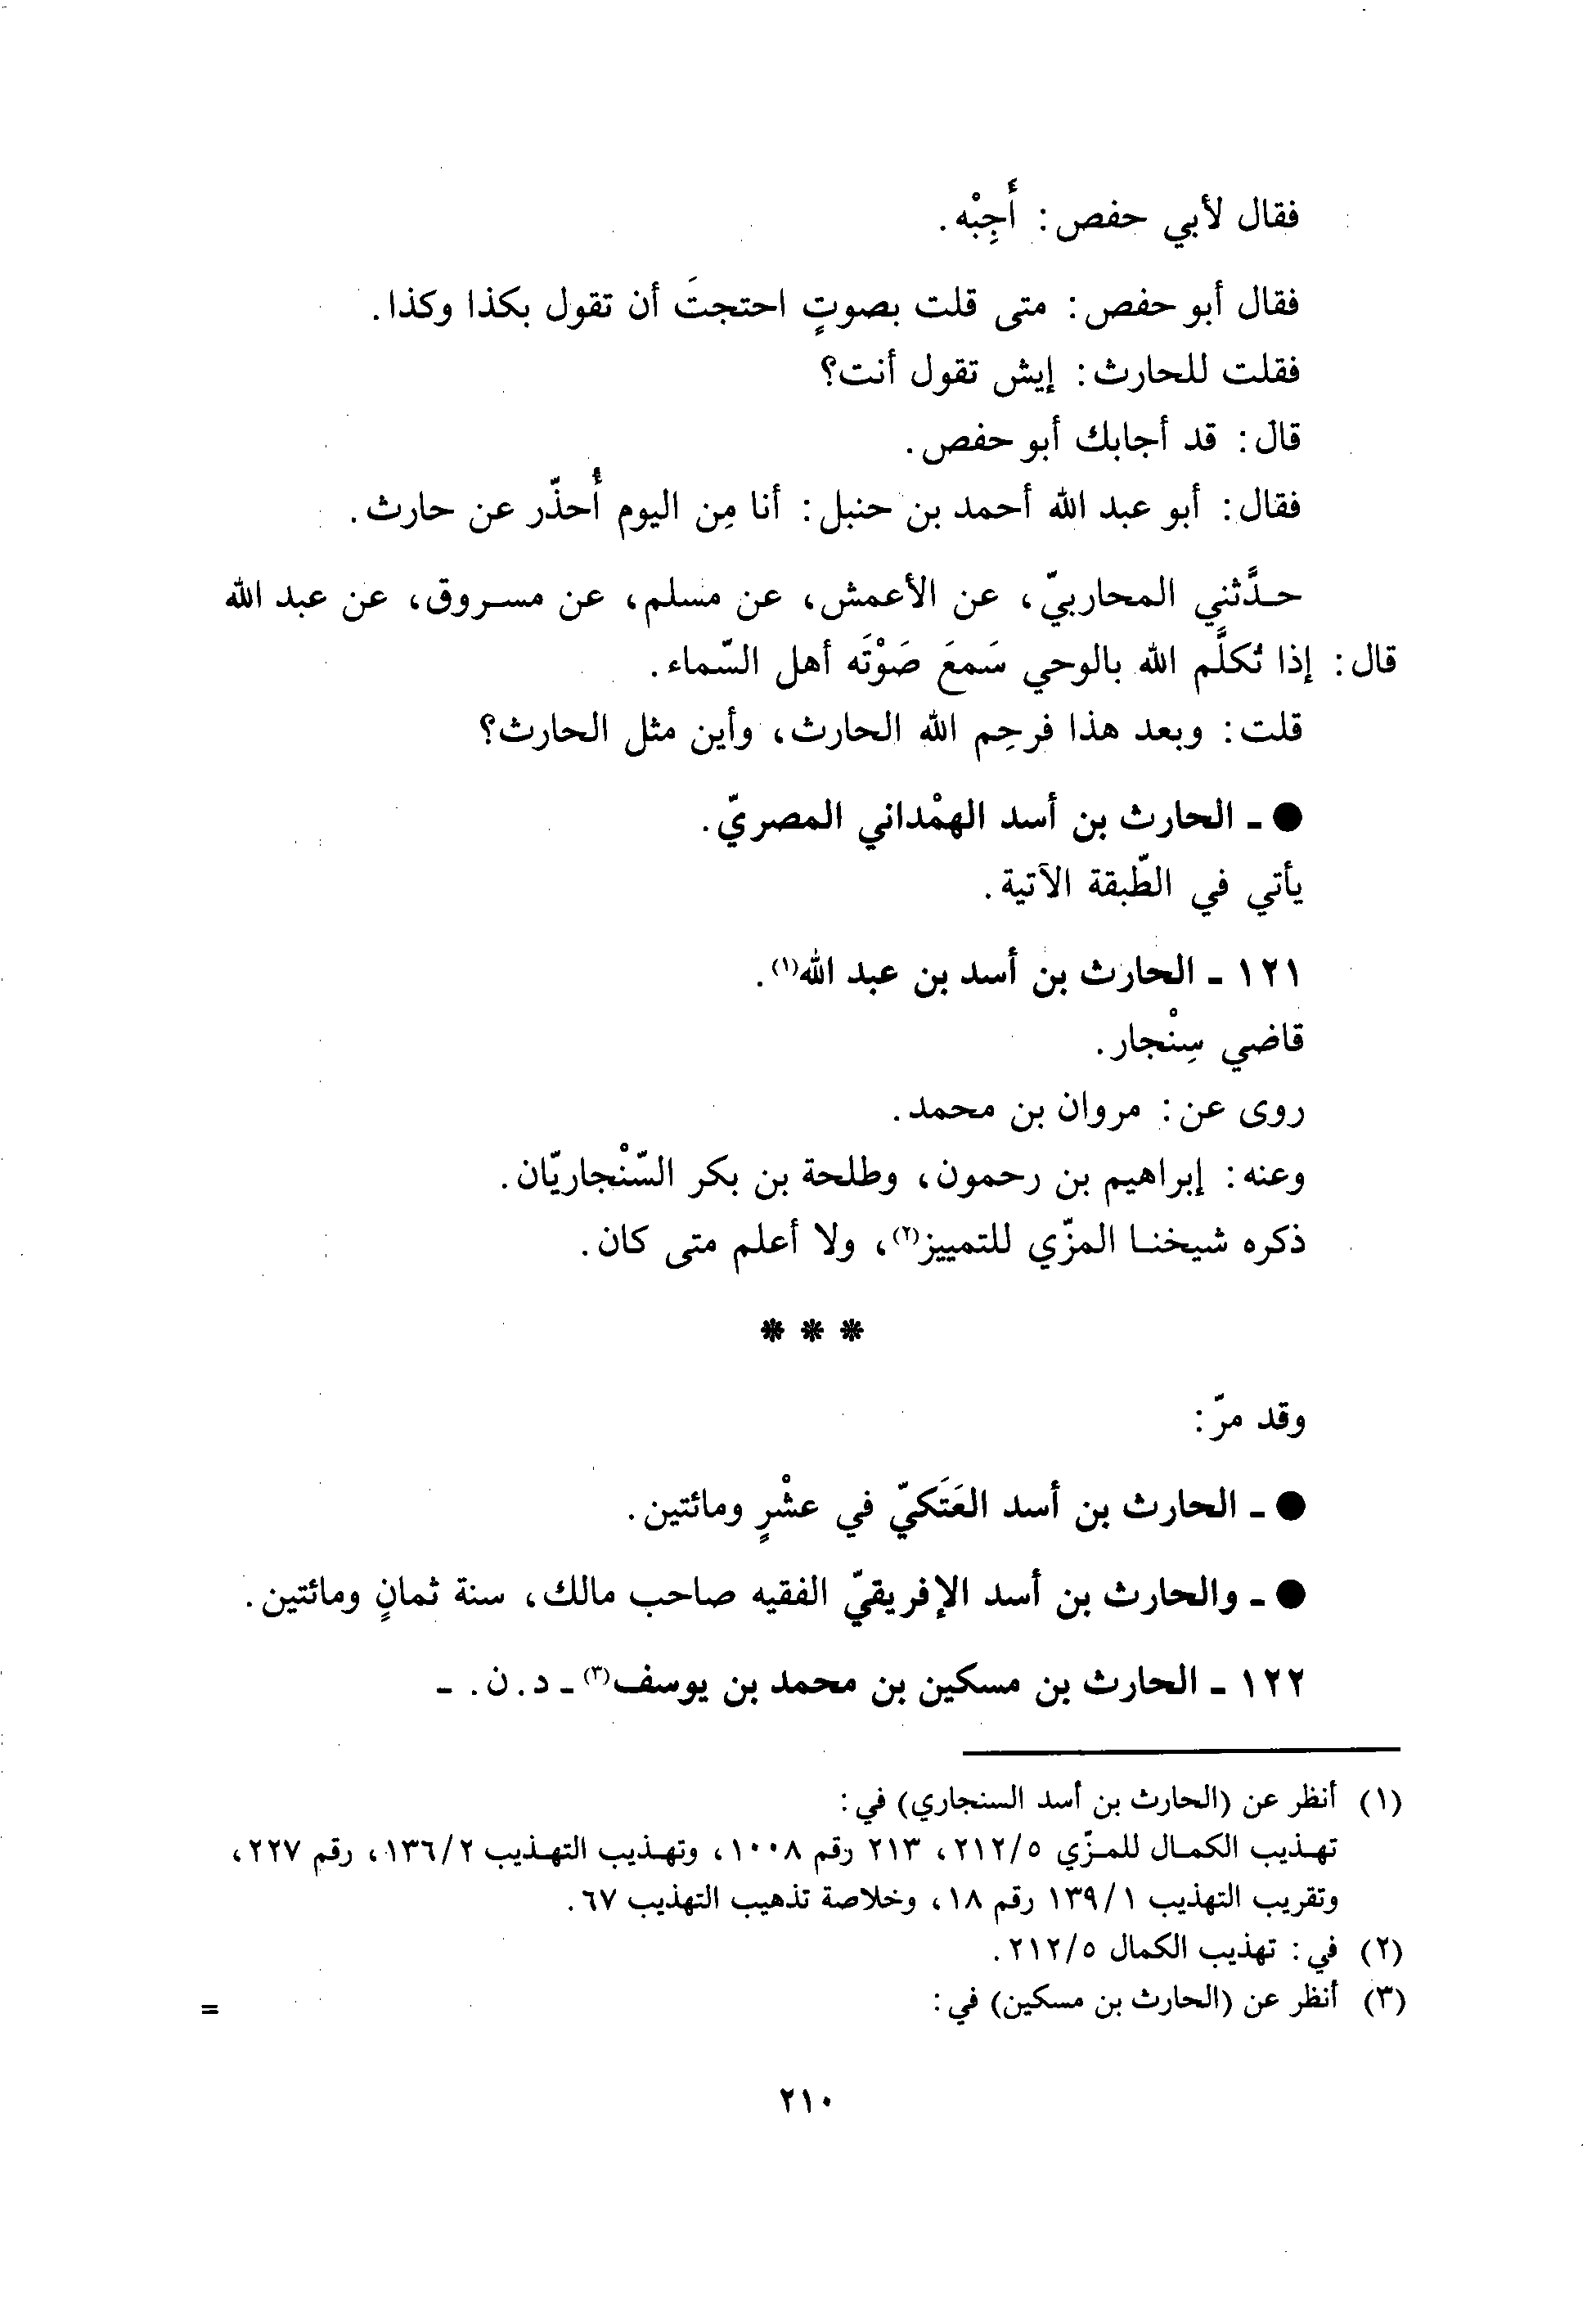 فقال لأبي حفص: أَجِبْه.
فقال أبو حفص: متى قلت بصوتٍ احتجتَ أن تقول بكذا وكذا.
فقلت للحارث: إيش تقول أنت؟
قال: قد أجابك أبو حفص.
فقال: أبو عبد الله أحمد بن حنبل: أنا مِن اليوم أُحذّر عن حارث.
حدَّثني المحاربيّ، عن الأعمش، عن مسلم، عن مسروق، عن عبد الله
قال: إذا تُكلَّم الله بالوحي سَمعَ صَوْتَه أهل السّماء.
قلت: وبعد هذا فرحِم الله الحارث، وأين مثل الحارث؟
● ـ الحارث بن أسد الهمْداني المصريّ.
يأتي في الطّبقة الآتية.
١٢١ ـ الحارث بن أسد بن عبد الله(١).
قاضي سِنْجار.
روى عن: مروان بن محمد.
وعنه: إبراهيم بن رحمون، وطلحة بن بكر السّنْجاريّان.
ذكره شيخنا المزّي للتمييز(٢)، ولا أعلم متى كان.
* * *
وقد مرّ:
● ـ الحارث بن أسد العَتَكيّ في عشْرٍ ومائتين.
● ـ والحارث بن أسد الإفريقيّ الفقيه صاحب مالك، سنة ثمانٍ ومائتين.
١٢٢ ـ الحارث بن مسكين بن محمد بن يوسف(٣) ـ د. ن. ـ
(١) أنظر عن (الحارث بن أسد السنجاري) في:
تهذيب الكمال للمزّي ٢١٢/٥، ٢١٣ رقم ١٠٠٨، وتهذيب التهذيب ١٣٦/٢، رقم ٢٢٧،
وتقريب التهذيب ١٣٩/١ رقم ١٨، وخلاصة تذهيب التهذيب ٦٧.
(٢) في: تهذيب الكمال ٢١٢/٥.
(٣) أنظر عن (الحارث بن مسكين) في: =
٢١٠